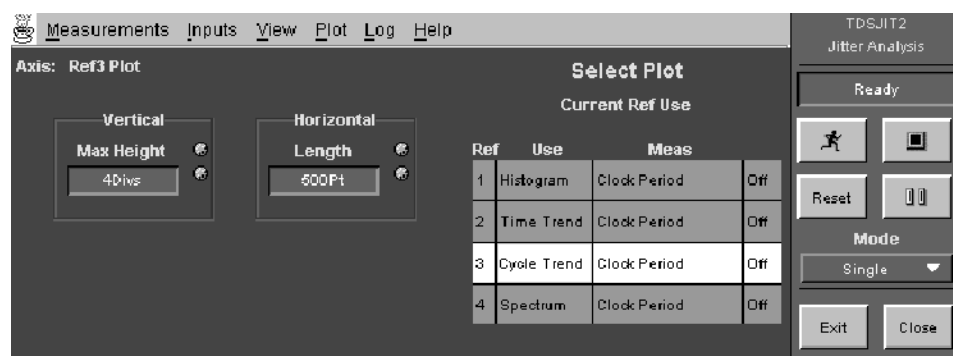 Measurements Inputs View Plot Log Help
TDSJIT2
Jitter Analysis
Axis: Ref3 Plot
Select Plot
Current Ref Use
Ready
Vertical
Max Height
4Divs
Horizontal
Length
500Pt
Ref Use Meas
1 Histogram Clock Period Off
2 Time Trend Clock Period Off
3 Cycle Trend Clock Period Off
4 Spectrum Clock Period Off
Reset
Mode
Single
Exit
Close